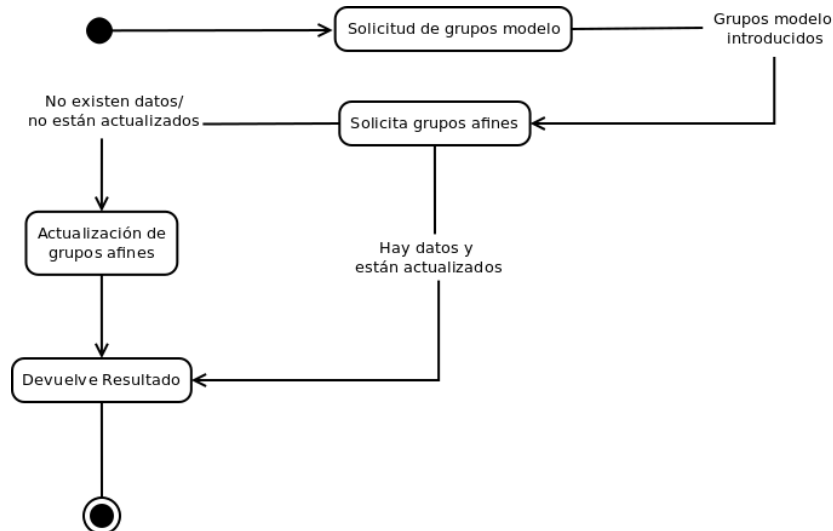 Solicitud de grupos modelo
Grupos modelo
introducidos
No existen datos/
no están actualizados
Solicita grupos afines
Actualización de
grupos afines
Hay datos y
están actualizados
Devuelve Resultado